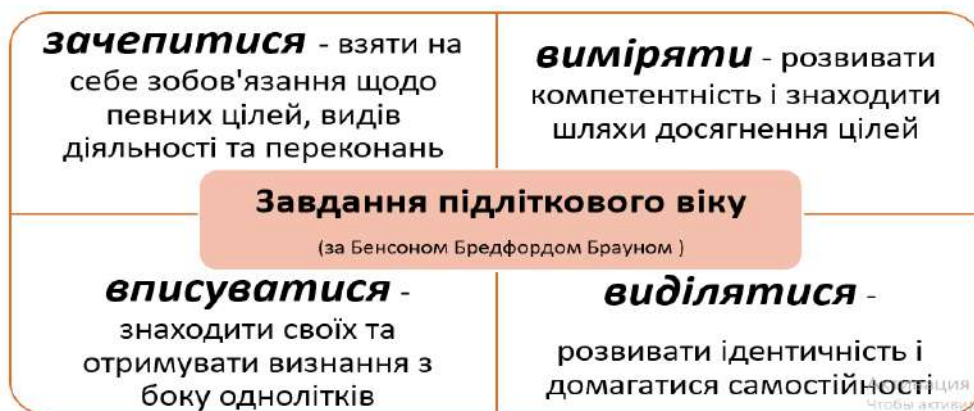 зачепитися - взяти на
себе зобов'язання щодо
певних цілей, видів
діяльності та переконань
виміряти - розвивати
компетентність і знаходити
шляхи досягнення цілей
Завдання підліткового віку
(за Бенсоном Бредфордом Брауном )
вписуватися -
знаходити своїх та
отримувати визнання з
боку однолітків
виділятися -
розвивати ідентичність і
домагатися самостійності